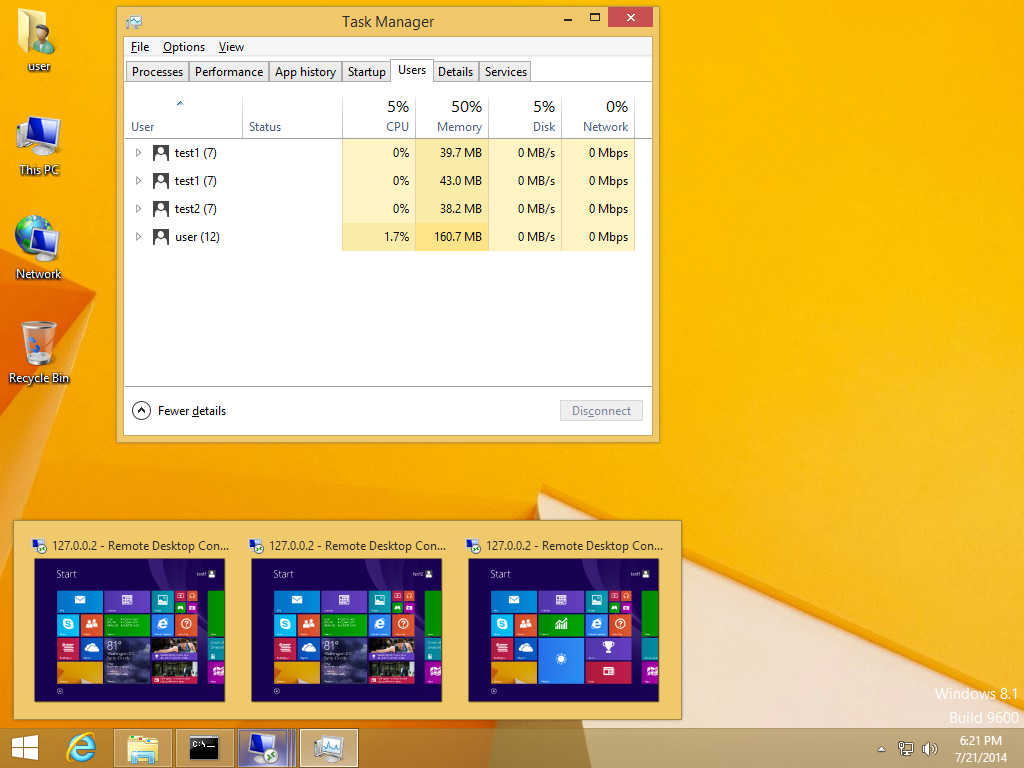 Task Manager
File Options View
Processes Performance App history Startup Users Details Services
5% 50% 5% 0%
User Status CPU Memory Disk Network
test1 (7) 0% 39.7 MB 0 MB/s 0 Mbps
test1 (7) 0% 43.0 MB 0 MB/s 0 Mbps
test2 (7) 0% 38.2 MB 0 MB/s 0 Mbps
user (12) 1.7% 160.7 MB 0 MB/s 0 Mbps
Fewer details Disconnect
user
This PC
Network
Recycle Bin
127.0.0.2 - Remote Desktop Con... 127.0.0.2 - Remote Desktop Con... 127.0.0.2 - Remote Desktop Con...
Start test1 Start test2 Start test1
81° 81°
Windows 8.1
Build 9600
C:\
6:21 PM
7/21/2014